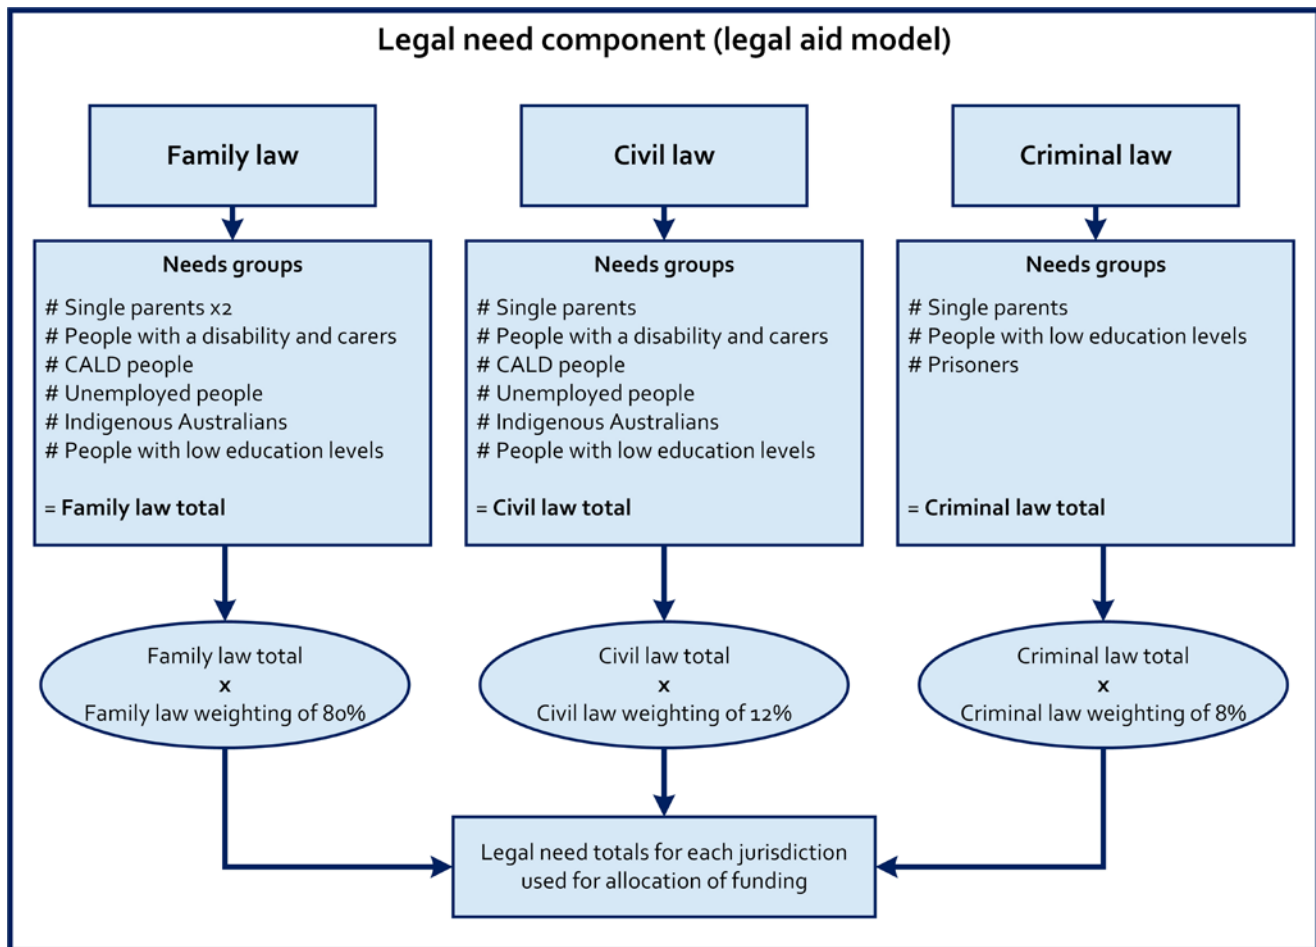 Legal need component (legal aid model)
Family law
Needs groups
# Single parents x2
# People with a disability and carers
# CALD people
# Unemployed people
# Indigenous Australians
# People with low education levels
= Family law total
Family law total
x
Family law weighting of 80%
Civil law
Needs groups
# Single parents
# People with a disability and carers
# CALD people
# Unemployed people
# Indigenous Australians
# People with low education levels
= Civil law total
Civil law total
x
Civil law weighting of 12%
Criminal law
Needs groups
# Single parents
# People with low education levels
# Prisoners
= Criminal law total
Criminal law total
x
Criminal law weighting of 8%
Legal need totals for each jurisdiction
used for allocation of funding